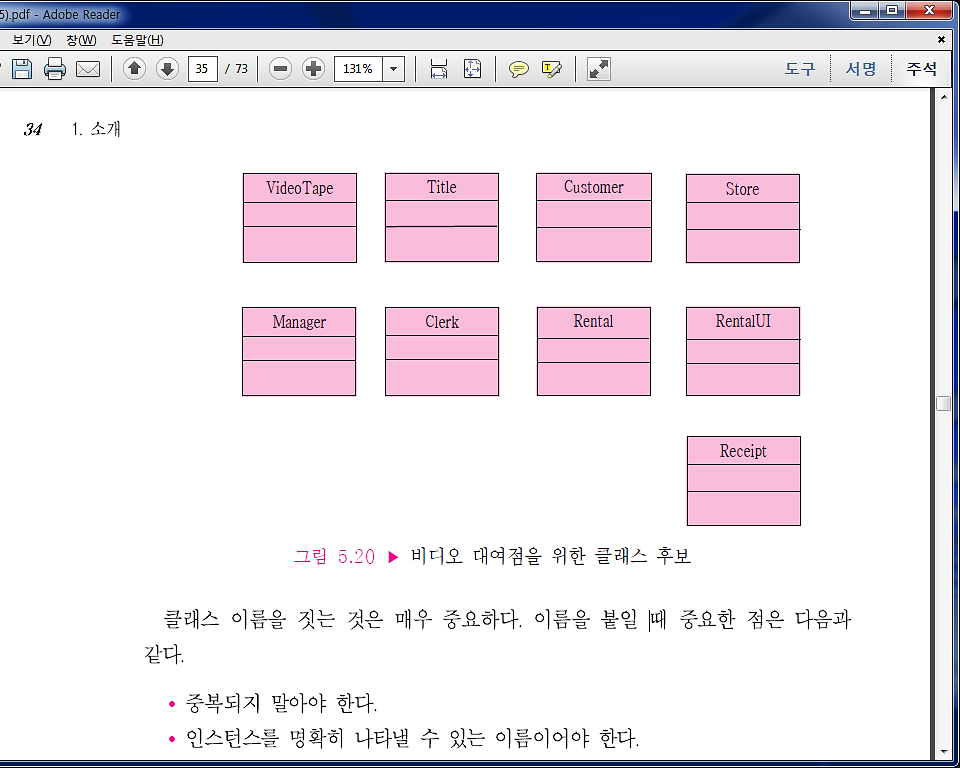 5).pdf - Adobe Reader
보기(V) 창(W) 도움말(H)
35 / 73 131% 도구 서명 주석
34 1. 소개
VideoTape Title Customer Store
Manager Clerk Rental RentalUI
Receipt
그림 5.20 ▶ 비디오 대여점을 위한 클래스 후보
클래스 이름을 짓는 것은 매우 중요하다. 이름을 붙일 때 중요한 점은 다음과
같다.
• 중복되지 말아야 한다.
• 인스턴스를 명확히 나타낼 수 있는 이름이어야 한다.